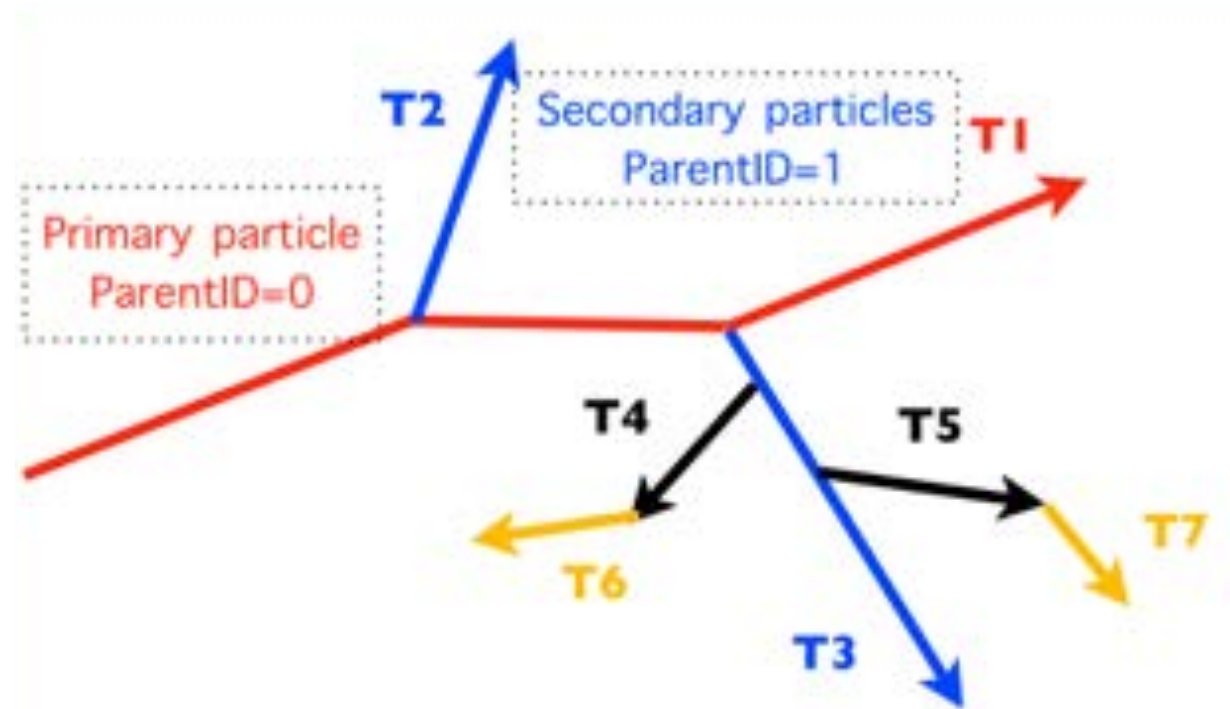 T2
Secondary particles
ParentID=1
T1
Primary particle
ParentID=0
T4
T5
T6
T7
T3